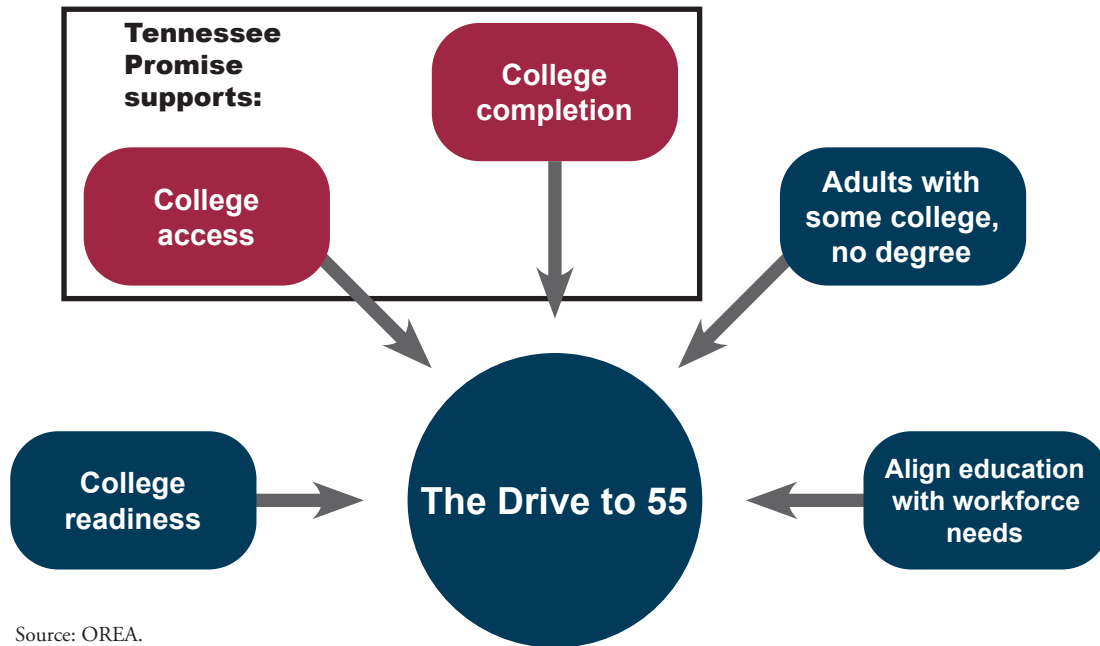 Tennessee
Promise
supports:
College
completion
College
access
Adults with
some college,
no degree
College
readiness
The Drive to 55
Align education
with workforce
needs
Source: OREA.